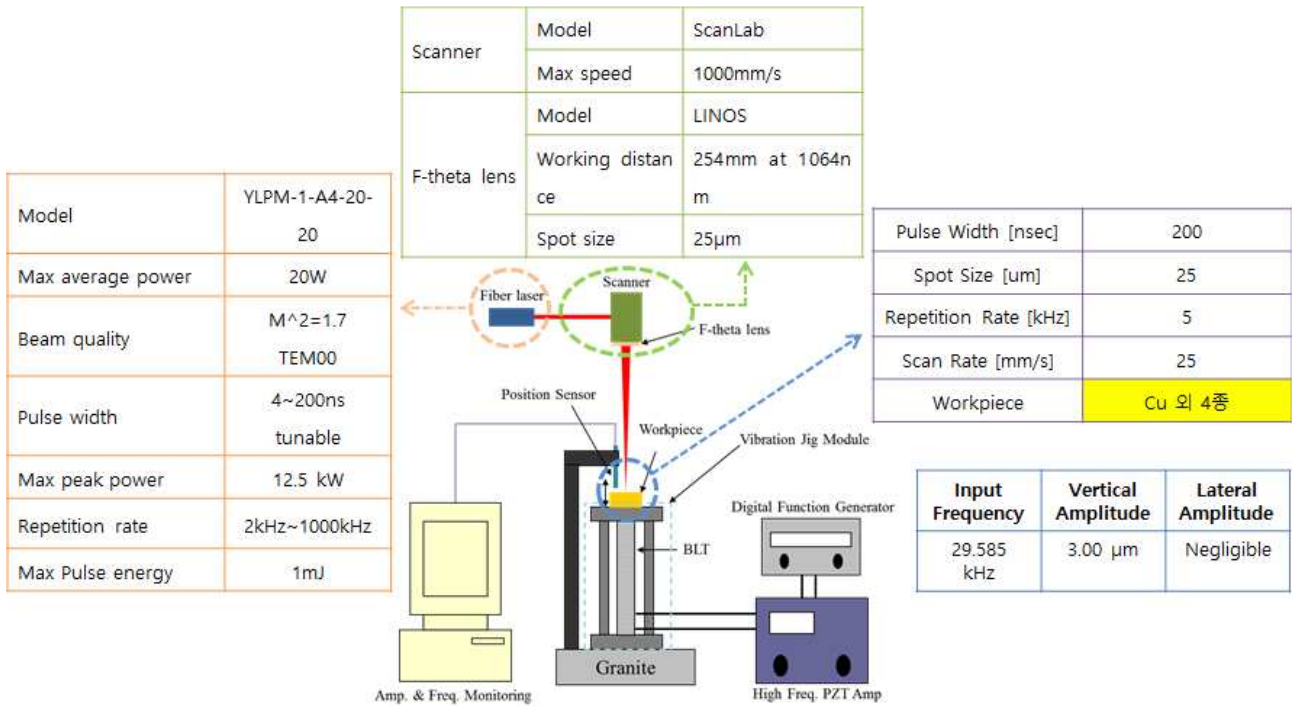 Scanner
Model ScanLab
Max speed 1000mm/s
F-theta lens
Model LINOS
Working distan
ce
254mm at 1064n
m
Spot size 25μm
Model
YLPM-1-A4-20-
20
Max average power 20W
Beam quality
M^2=1.7
TEM00
Pulse width
4~200ns
tunable
Max peak power 12.5 kW
Repetition rate 2kHz~1000kHz
Max Pulse energy 1mJ
Pulse Width [nsec] 200
Spot Size [um] 25
Repetition Rate [kHz] 5
Scan Rate [mm/s] 25
Workpiece Cu 외 4종
Input
Frequency
Vertical
Amplitude
Lateral
Amplitude
29.585
kHz
3.00 μm
Negligible
Fiber laser
Scanner
F-theta lens
Position Sensor
Workpiece
Vibration Jig Module
Digital Function Generator
BLT
Granite
Amp. & Freq. Monitoring
High Freq. PZT Amp